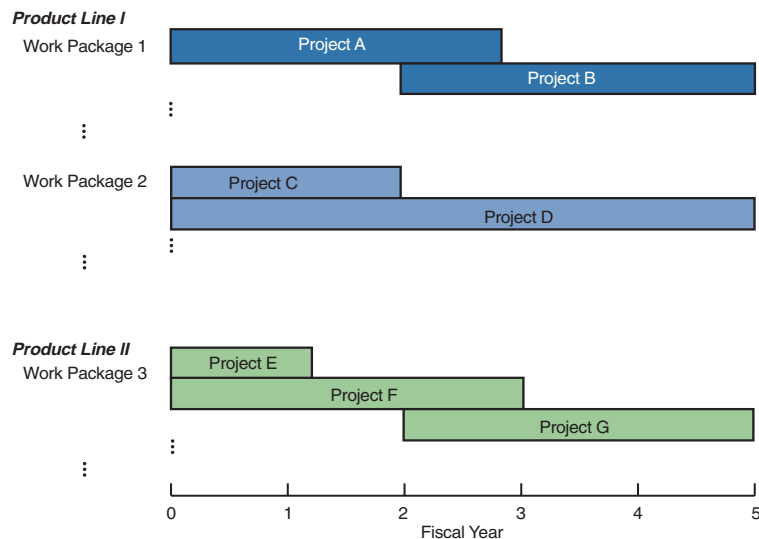 Product Line I
Work Package 1
Project A
Project B
Work Package 2
Project C
Project D
Product Line II
Work Package 3
Project E
Project F
Project G
0 1 2 3 4 5
Fiscal Year